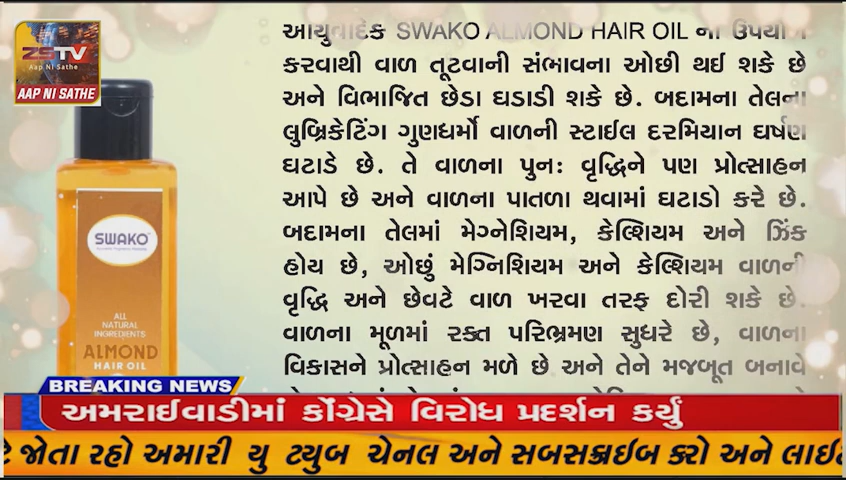 ZSTV
Aap Ni Sathe
AAP NI SATHE
આયુર્વાદિક SWAKO ALMOND HAIR OIL ના ઉપયોગ
કરવાથી વાળ તૂટવાની સંભાવના ઓછી થઈ શકે છે
અને વિભાજિત છેડા ઘડાડી શકે છે. બદામના તેલના
લુબ્રિકેટિંગ ગુણધર્મો વાળની સ્ટાઈલ દરમિયાન ઘર્ષણ
ઘટાડે છે. તે વાળના પુનઃ વૃદ્ધિને પણ પ્રોત્સાહન
આપે છે અને વાળના પાતળા થવામાં ઘટાડો કરે છે.
બદામના તેલમાં મેગ્નેશિયમ, કેલ્શિયમ અને ઝિંક
હોય છે, ઓછું મેગ્નિશિયમ અને કેલ્શિયમ વાળની
વૃદ્ધિ અને છેવટે વાળ ખરવા તરફ દોરી શકે છે.
વાળના મૂળમાં રક્ત પરિભ્રમણ સુધરે છે, વાળના
વિકાસને પ્રોત્સાહન મળે છે અને તેને મજબૂત બનાવે
SWAKO
ALL
NATURAL
INGREDIENTS
ALMOND
HAIR OIL
BREAKING NEWS
અમરાઈવાડીમાં કોંગ્રેસે વિરોધ પ્રદર્શન કર્યું
જોતા રહો અમારી યુ ટ્યુબ ચેનલ અને સબસક્રાઇબ કરો અને લાઈ